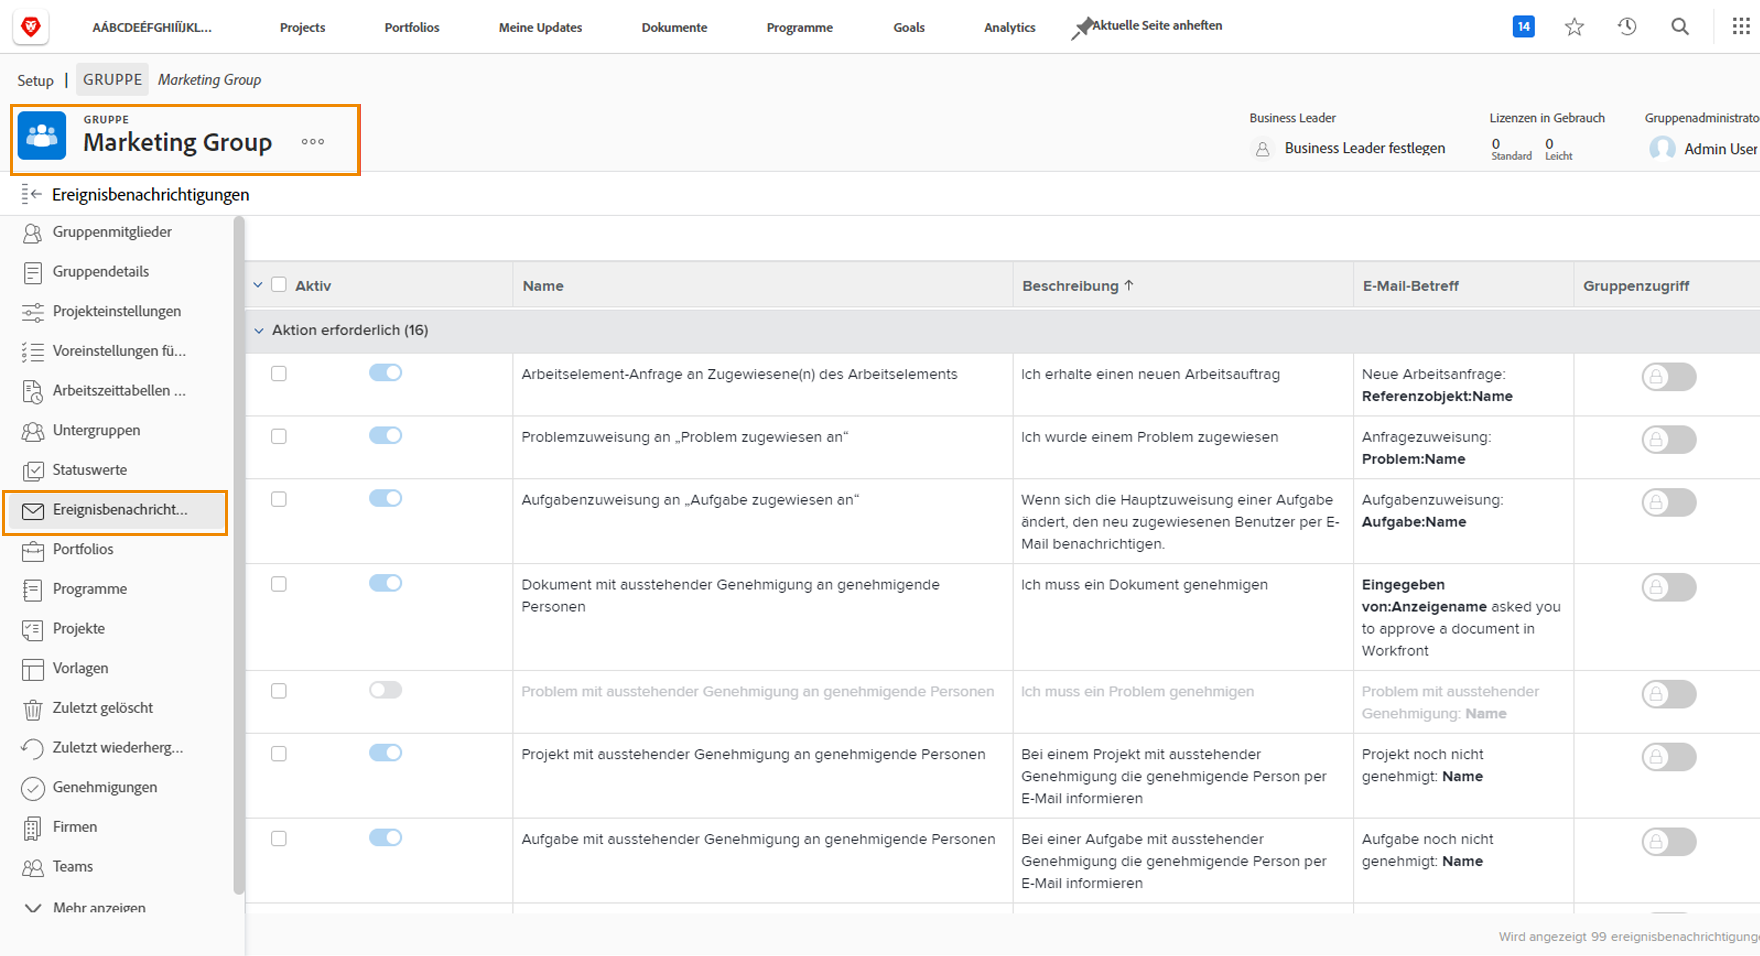 AÁBCDEÉFGHIÍÏJKL...
Projects
Portfolios
Meine Updates
Dokumente
Programme
Goals
Analytics
Aktuelle Seite anheften
14
Setup | GRUPPE Marketing Group
GRUPPE
Marketing Group
Business Leader
Business Leader festlegen
Lizenzen in Gebrauch
0 0
Standard Leicht
Gruppenadministrato
Admin User
Ereignisbenachrichtigungen
Gruppenmitglieder
Gruppendetails
Projekteinstellungen
Voreinstellungen fü...
Arbeitszeittabellen ...
Untergruppen
Statuswerte
Ereignisbenachricht...
Portfolios
Programme
Projekte
Vorlagen
Zuletzt gelöscht
Zuletzt wiederherg...
Genehmigungen
Firmen
Teams
Mehr anzeigen
Aktiv
Name
Beschreibung ↑
E-Mail-Betreff
Gruppenzugriff
Aktion erforderlich (16)
Arbeitselement-Anfrage an Zugewiesene(n) des Arbeitselements
Ich erhalte einen neuen Arbeitsauftrag
Neue Arbeitsanfrage:
Referenzobjekt:Name
Problemzuweisung an „Problem zugewiesen an“
Ich wurde einem Problem zugewiesen
Anfragezuweisung:
Problem:Name
Aufgabenzuweisung an „Aufgabe zugewiesen an“
Wenn sich die Hauptzuweisung einer Aufgabe
ändert, den neu zugewiesenen Benutzer per E-
Mail benachrichtigen.
Aufgabenzuweisung:
Aufgabe:Name
Dokument mit ausstehender Genehmigung an genehmigende
Personen
Ich muss ein Dokument genehmigen
Eingegeben
von:Anzeigename asked you
to approve a document in
Workfront
Problem mit ausstehender Genehmigung an genehmigende Personen
Ich muss ein Problem genehmigen
Problem mit ausstehender
Genehmigung: Name
Projekt mit ausstehender Genehmigung an genehmigende Personen
Bei einem Projekt mit ausstehender
Genehmigung die genehmigende Person per
E-Mail informieren
Projekt noch nicht
genehmigt: Name
Aufgabe mit ausstehender Genehmigung an genehmigende Personen
Bei einer Aufgabe mit ausstehender
Genehmigung die genehmigende Person per
E-Mail informieren
Aufgabe noch nicht
genehmigt: Name
Wird angezeigt 99 ereignisbenachrichtigung